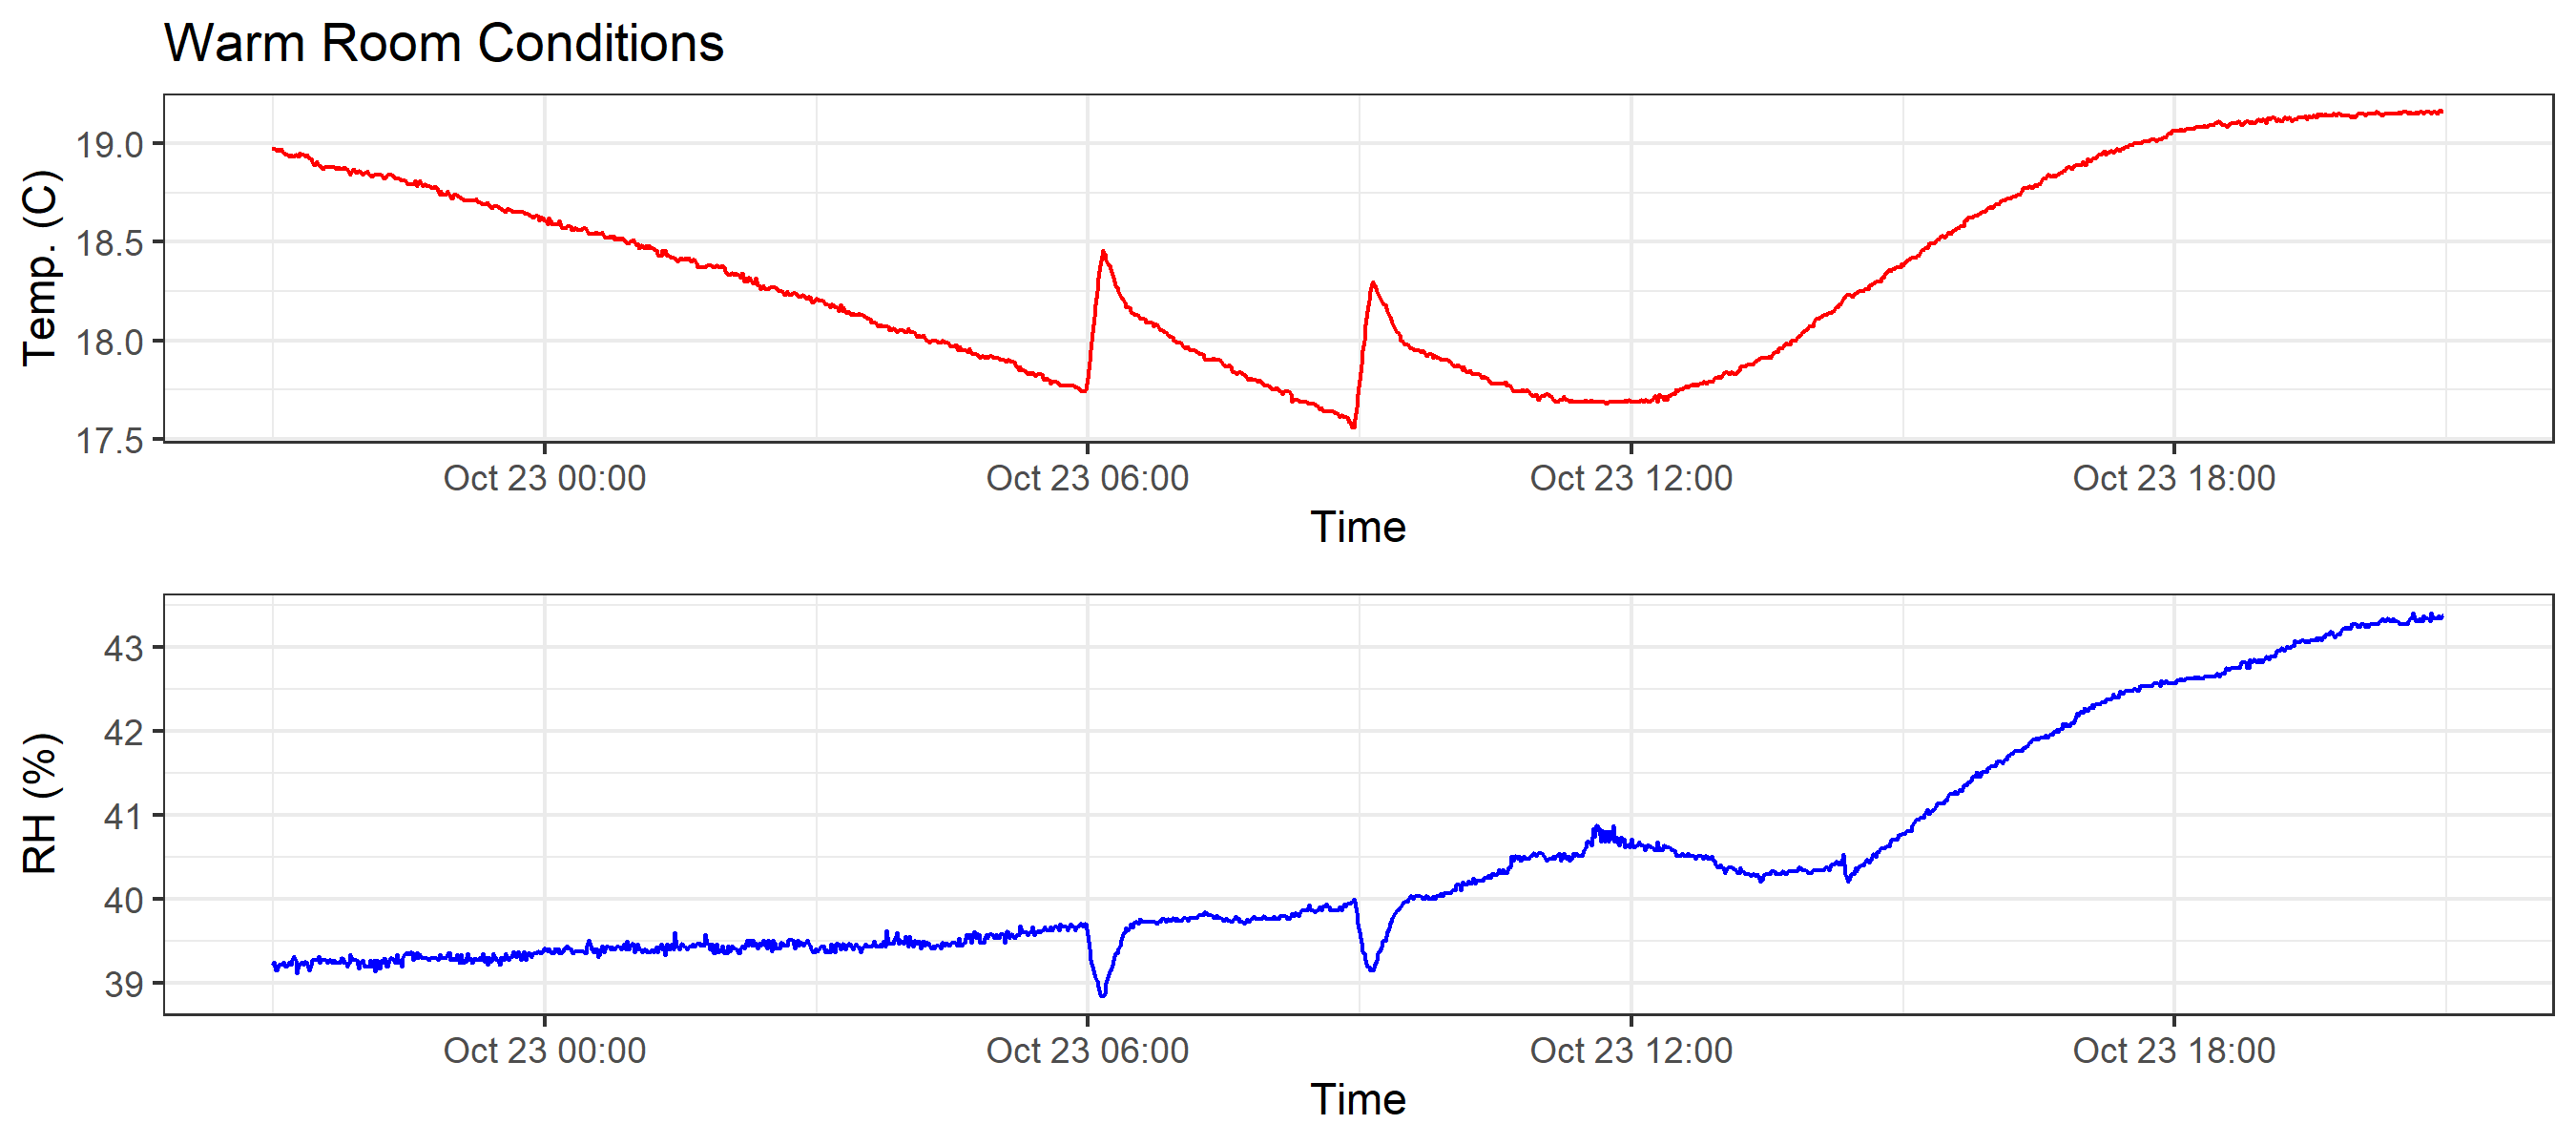 Warm Room Conditions
Temp. (C)
19.0
18.5
18.0
17.5
Oct 23 00:00 Oct 23 06:00 Oct 23 12:00 Oct 23 18:00
Time
RH (%)
43
42
41
40
39
Oct 23 00:00 Oct 23 06:00 Oct 23 12:00 Oct 23 18:00
Time